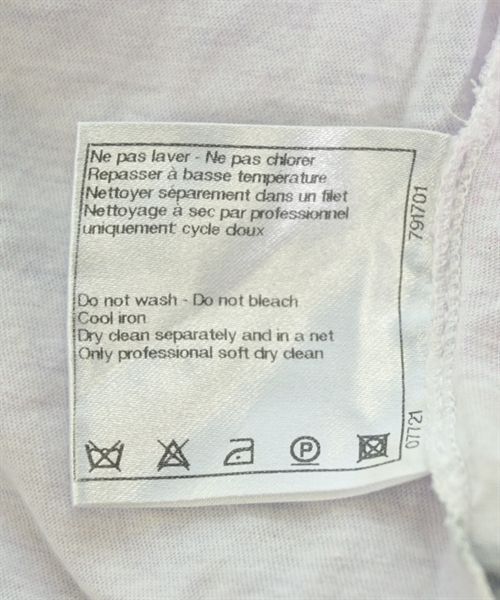 Ne pas laver - Ne pas chlorer
Repasser à basse température
Nettoyer séparement dans un filet
Nettoyage à sec par professionnel
uniquement: cycle doux
Do not wash - Do not bleach
Cool iron
Dry clean separately and in a net
Only professional soft dry clean
P
791701
07721